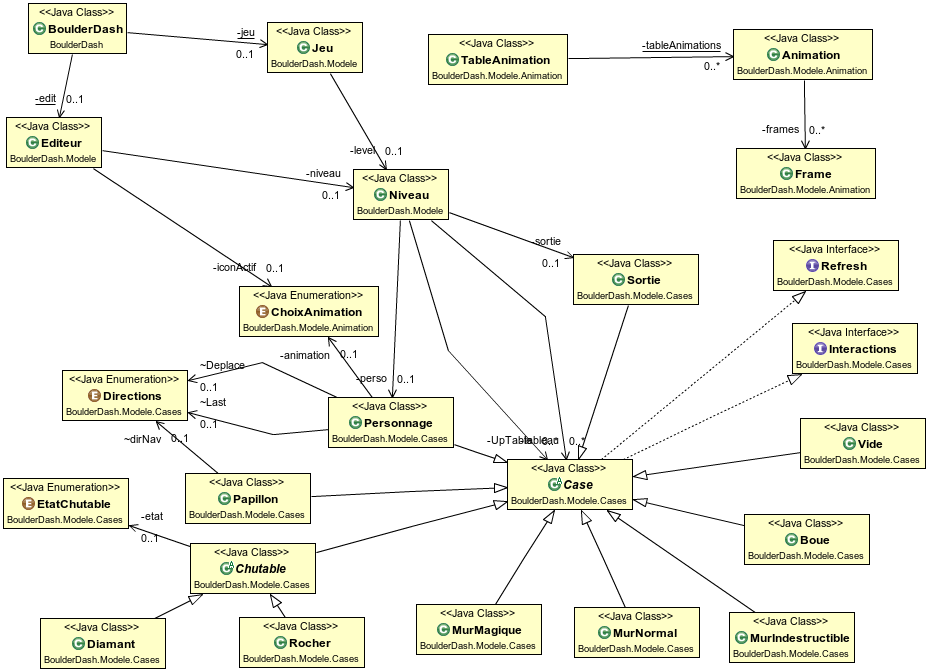 <<Java Class>>
BoulderDash
BoulderDash
-jeu
0..1
<<Java Class>>
Jeu
BoulderDash.Modele
<<Java Class>>
TableAnimation
BoulderDash.Modele.Animation
-tableAnimations
0..*
<<Java Class>>
Animation
BoulderDash.Modele.Animation
-edit
0..1
<<Java Class>>
Editeur
BoulderDash.Modele
-level
0..1
-frames
0..*
<<Java Class>>
Frame
BoulderDash.Modele.Animation
-niveau
0..1
<<Java Class>>
Niveau
BoulderDash.Modele
-sortie
0..1
<<Java Class>>
Sortie
BoulderDash.Modele.Cases
<<Java Interface>>
Refresh
BoulderDash.Modele.Cases
-iconActif
0..1
<<Java Enumeration>>
ChoixAnimation
BoulderDash.Modele.Animation
<<Java Interface>>
Interactions
BoulderDash.Modele.Cases
-animation
0..1
~Deplace
0..1
-perso
0..1
<<Java Enumeration>>
Directions
BoulderDash.Modele.Cases
~Last
0..1
<<Java Class>>
Personnage
BoulderDash.Modele.Cases
~dirNav
0..1
-UpTable
0..*
0..*
<<Java Class>>
Vide
BoulderDash.Modele.Cases
<<Java Class>>
Case
BoulderDash.Modele.Cases
<<Java Class>>
Papillon
BoulderDash.Modele.Cases
<<Java Enumeration>>
EtatChutable
BoulderDash.Modele.Cases
-etat
0..1
<<Java Class>>
Boue
BoulderDash.Modele.Cases
<<Java Class>>
Chutable
BoulderDash.Modele.Cases
<<Java Class>>
Diamant
BoulderDash.Modele.Cases
<<Java Class>>
Rocher
BoulderDash.Modele.Cases
<<Java Class>>
MurMagique
BoulderDash.Modele.Cases
<<Java Class>>
MurNormal
BoulderDash.Modele.Cases
<<Java Class>>
MurIndestructible
BoulderDash.Modele.Cases